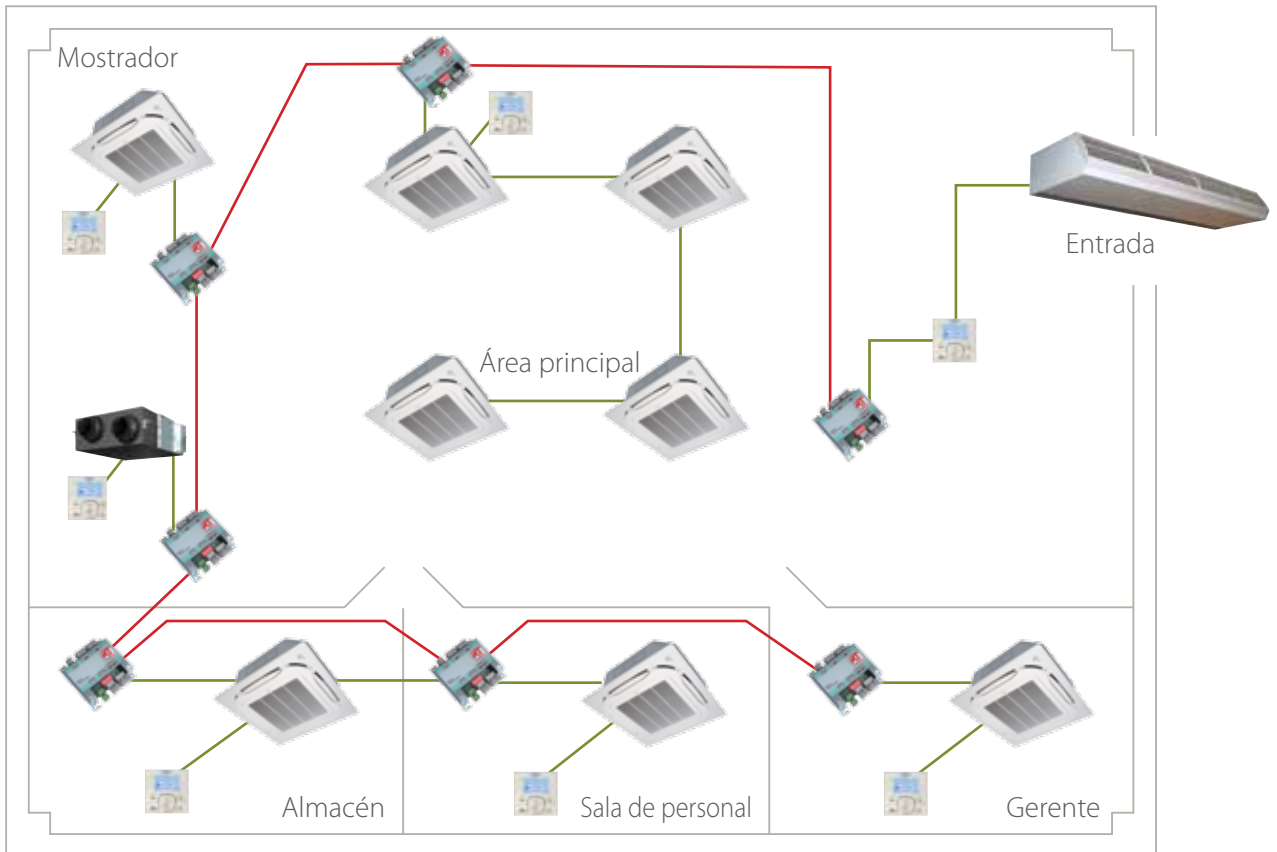 Mostrador
Entrada
Área principal
Almacén
Sala de personal
Gerente